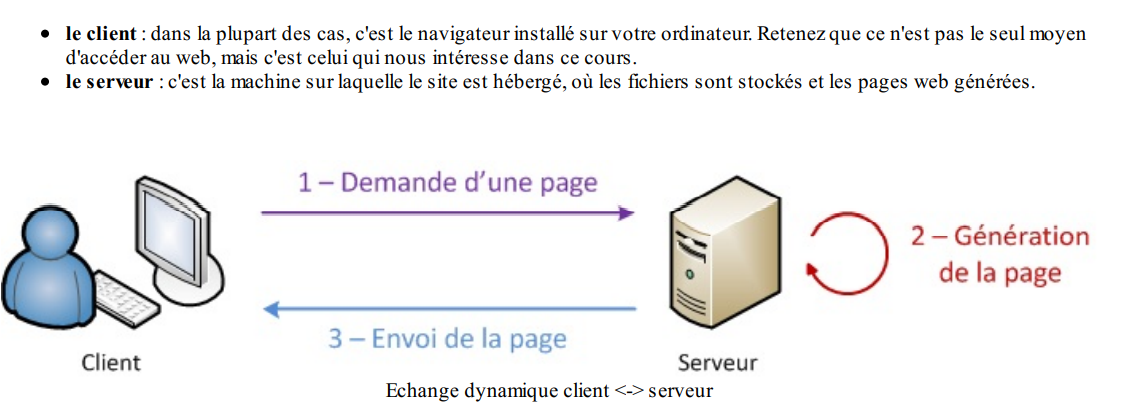 • le client : dans la plupart des cas, c'est le navigateur installé sur votre ordinateur. Retenez que ce n'est pas le seul moyen
d'accéder au web, mais c'est celui qui nous intéresse dans ce cours.
• le serveur : c'est la machine sur laquelle le site est hébergé, où les fichiers sont stockés et les pages web générées.
1 – Demande d'une page
2 – Génération
de la page
3 – Envoi de la page
Client
Serveur
Echange dynamique client <-> serveur